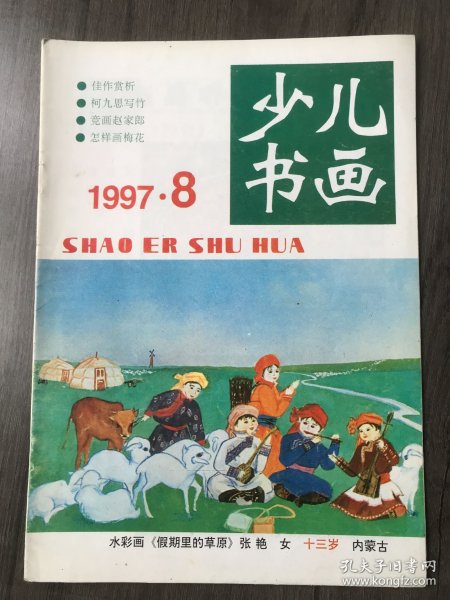 ● 佳作赏析
● 柯九思写竹
● 竞画赵家郎
● 怎样画梅花
少儿
书画
1997·8
SHAO ER SHU HUA
水彩画《假期里的草原》张 艳 女 十三岁 内蒙古
孔夫子旧书网
www.kongfz.com